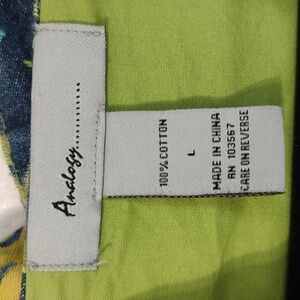 Analogy............
100% COTTON
L
MADE IN CHINA
RN 103567
CARE ON REVERSE